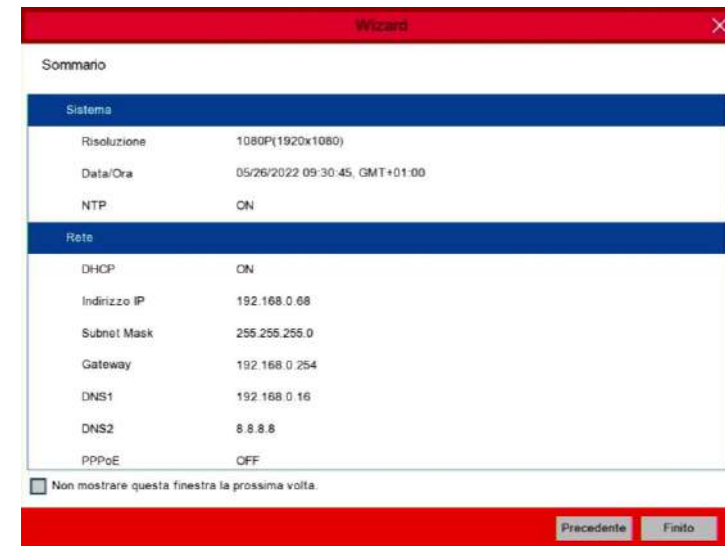 Wizard
Sommario
Sistema
Risoluzione 1080P(1920x1080)
Data/Ora 05/26/2022 09:30:45, GMT+01:00
NTP ON
Rete
DHCP ON
Indirizzo IP 192.168.0.68
Subnet Mask 255.255.255.0
Gateway 192.168.0.254
DNS1 192.168.0.16
DNS2 8.8.8.8
PPPoE OFF
Non mostrare questa finestra la prossima volta.
Precedente Finito